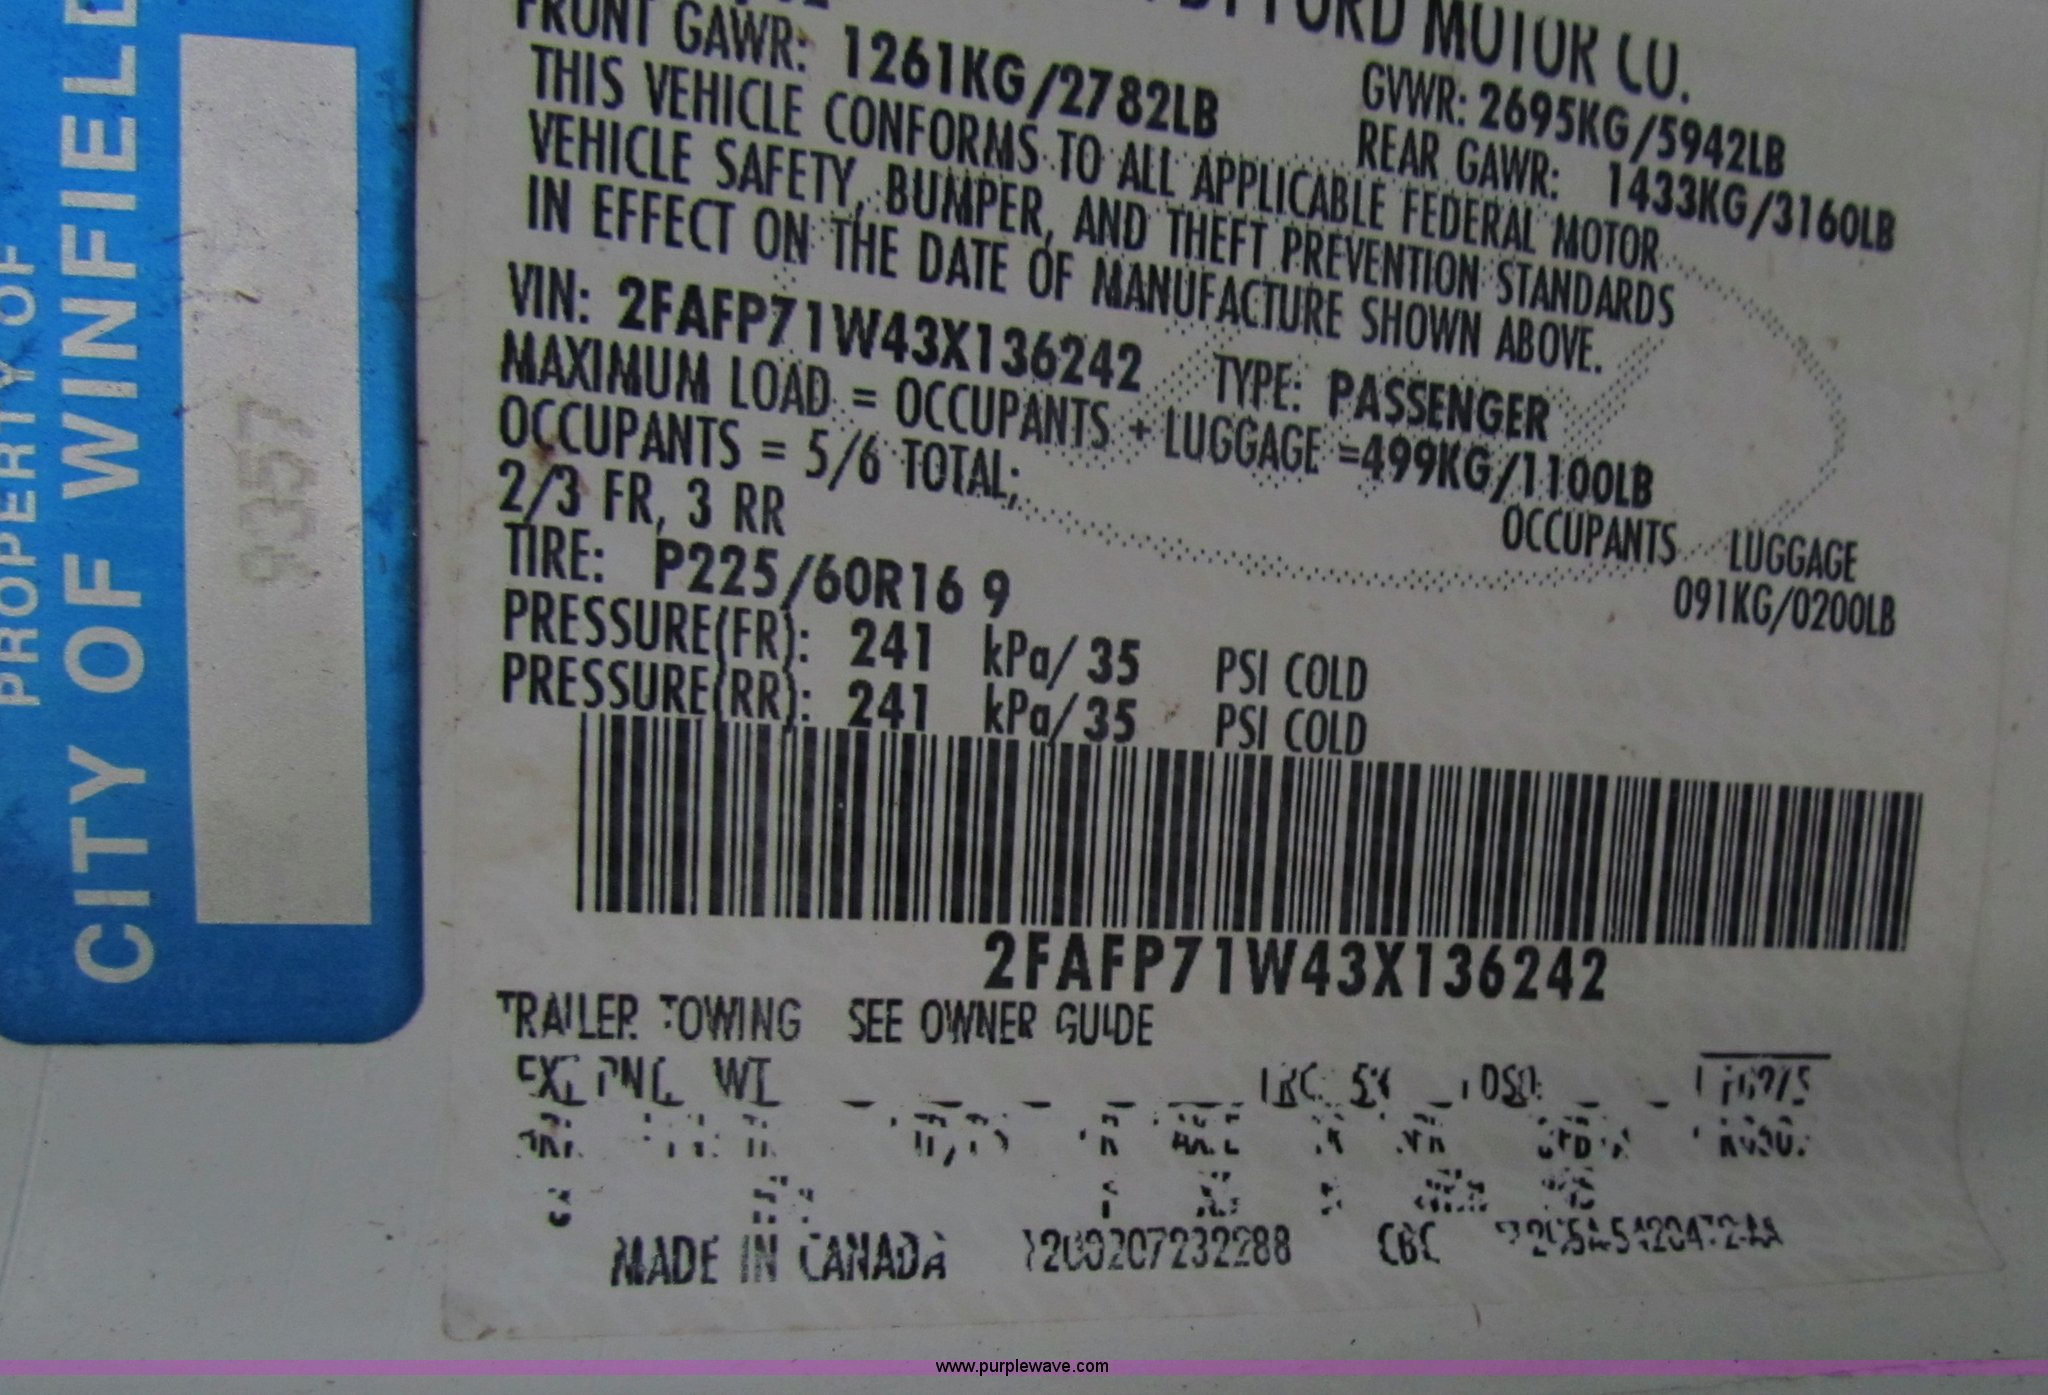 PROPERTY OF
CITY OF WINFIELD
9357
FORD MOTOR CO.
FRONT GAWR: 1261KG/2782LB
GVWR: 2695KG/5942LB
REAR GAWR: 1433KG/3160LB
THIS VEHICLE CONFORMS TO ALL APPLICABLE FEDERAL MOTOR
VEHICLE SAFETY, BUMPER, AND THEFT PREVENTION STANDARDS
IN EFFECT ON THE DATE OF MANUFACTURE SHOWN ABOVE.
VIN: 2FAFP71W43X136242 TYPE: PASSENGER
MAXIMUM LOAD = OCCUPANTS + LUGGAGE =499KG/1100LB
OCCUPANTS = 5/6 TOTAL; OCCUPANTS LUGGAGE
2/3 FR, 3 RR 091KG/0200LB
TIRE: P225/60R16 9
PRESSURE(FR): 241 kPa/35 PSI COLD
PRESSURE(RR): 241 kPa/35 PSI COLD
2FAFP71W43X136242
TRAILER TOWING SEE OWNER GUIDE
MADE IN CANADA
www.purplewave.com